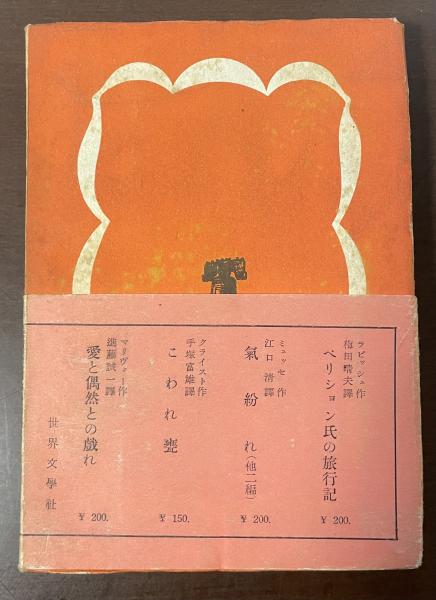 ラビッシュ作
梅田晴夫譯
ペリション氏の旅行記
￥ 200.
ミュッセ作
江口 清譯
氣紛れ(他二編)
￥ 200.
クライスト作
手塚富雄譯
こわれ甕
￥ 150.
マリヴォー作
進藤誠一譯
愛と偶然との戯れ
￥ 200.
世界文學社